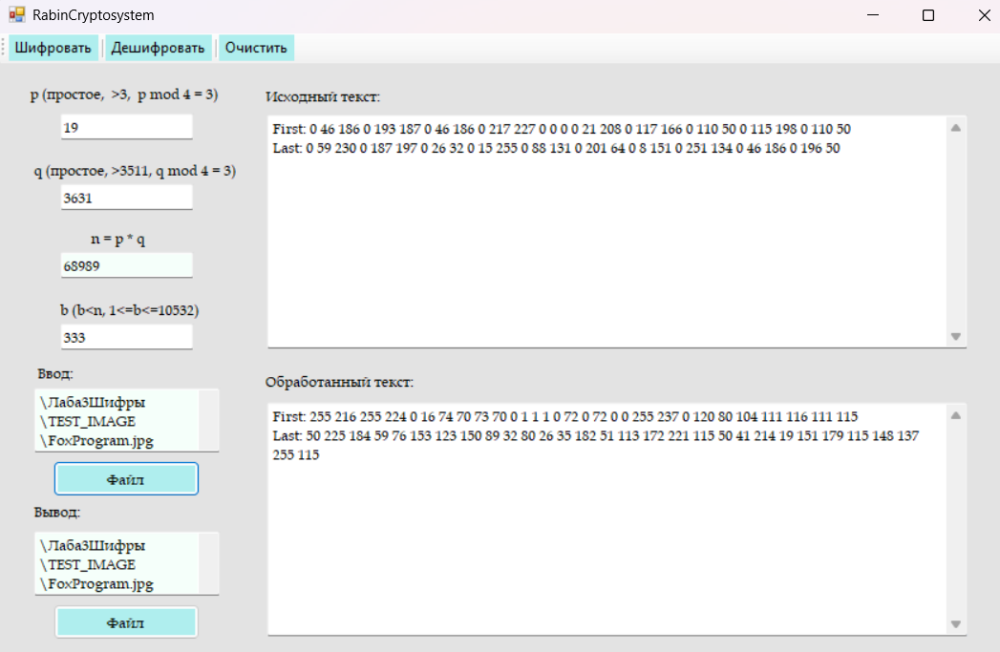 RabinCryptosystem
Шифровать
Дешифровать
Очистить
p (простое, >3, p mod 4 = 3)
19
q (простое, >3511, q mod 4 = 3)
3631
n = p * q
68989
b (b<n, 1<=b<=10532)
333
Ввод:
\Лаба3Шифры
\TEST_IMAGE
\FoxProgram.jpg
Файл
Вывод:
\Лаба3Шифры
\TEST_IMAGE
\FoxProgram.jpg
Файл
Исходный текст:
First: 0 46 186 0 193 187 0 46 186 0 217 227 0 0 0 0 21 208 0 117 166 0 110 50 0 115 198 0 110 50
Last: 0 59 230 0 187 197 0 26 32 0 15 255 0 88 131 0 201 64 0 8 151 0 251 134 0 46 186 0 196 50
Обработанный текст:
First: 255 216 255 224 0 16 74 70 73 70 0 1 1 1 0 72 0 72 0 0 255 237 0 120 80 104 111 116 111 115
Last: 50 225 184 59 76 153 123 150 89 32 80 26 35 182 51 113 172 221 115 50 41 214 19 151 179 115 148 137
255 115